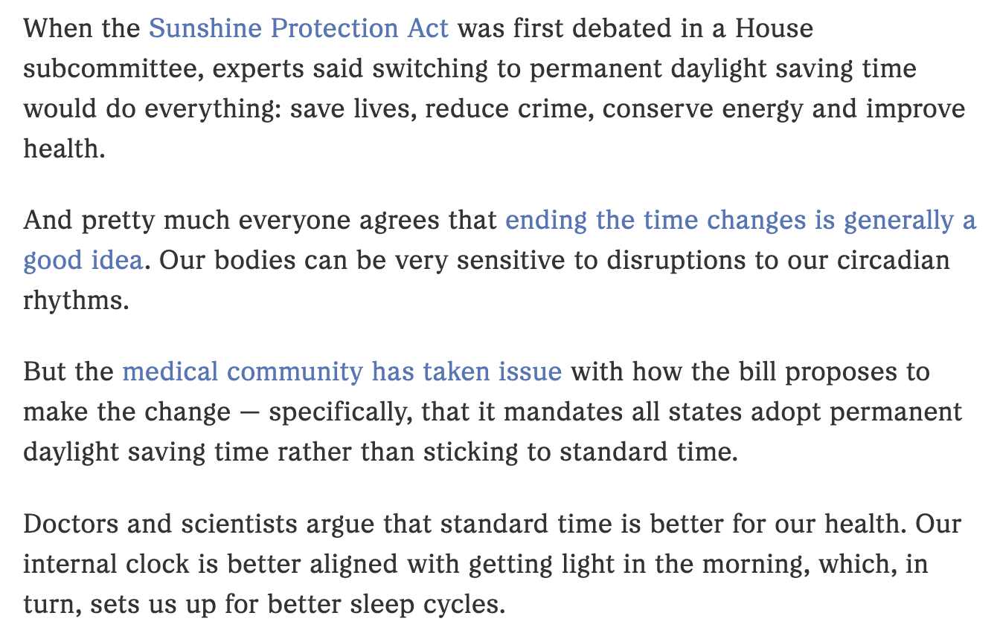 When the Sunshine Protection Act was first debated in a House
subcommittee, experts said switching to permanent daylight saving time
would do everything: save lives, reduce crime, conserve energy and improve
health.
And pretty much everyone agrees that ending the time changes is generally a
good idea. Our bodies can be very sensitive to disruptions to our circadian
rhythms.
But the medical community has taken issue with how the bill proposes to
make the change — specifically, that it mandates all states adopt permanent
daylight saving time rather than sticking to standard time.
Doctors and scientists argue that standard time is better for our health. Our
internal clock is better aligned with getting light in the morning, which, in
turn, sets us up for better sleep cycles.